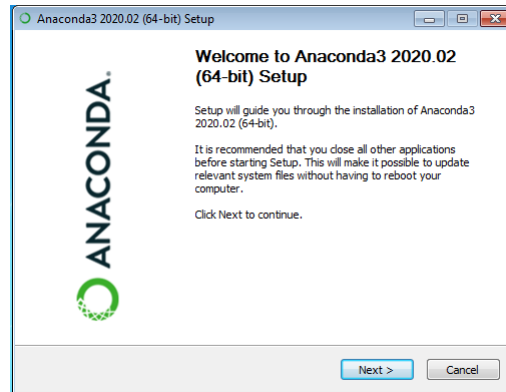 Anaconda3 2020.02 (64-bit) Setup
ANACONDA.
Welcome to Anaconda3 2020.02
(64-bit) Setup
Setup will guide you through the installation of Anaconda3
2020.02 (64-bit).
It is recommended that you close all other applications
before starting Setup. This will make it possible to update
relevant system files without having to reboot your
computer.
Click Next to continue.
Next >
Cancel